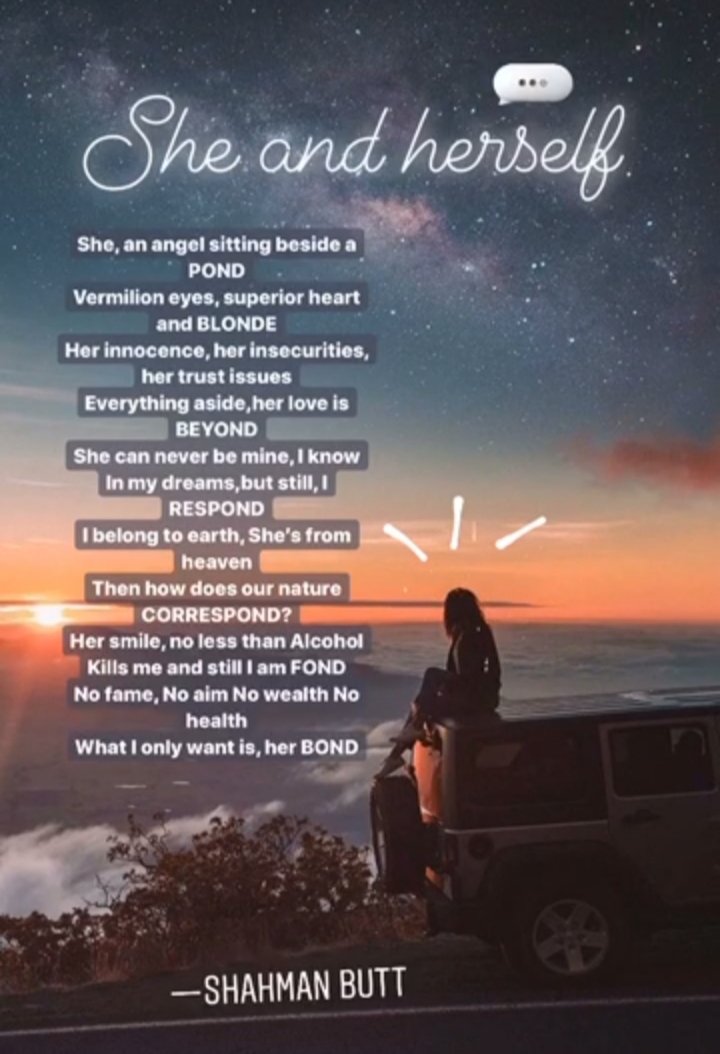 She and herself.
She, an angel sitting beside a
POND
Vermilion eyes, superior heart
and BLONDE
Her innocence, her insecurities,
her trust issues
Everything aside,her love is
BEYOND
She can never be mine, I know
In my dreams,but still, I
RESPOND
I belong to earth, She's from
heaven
Then how does our nature
CORRESPOND?
Her smile, no less than Alcohol
Kills me and still I am FOND
No fame, No aim No wealth No
health
What I only want is, her BOND
—SHAHMAN BUTT